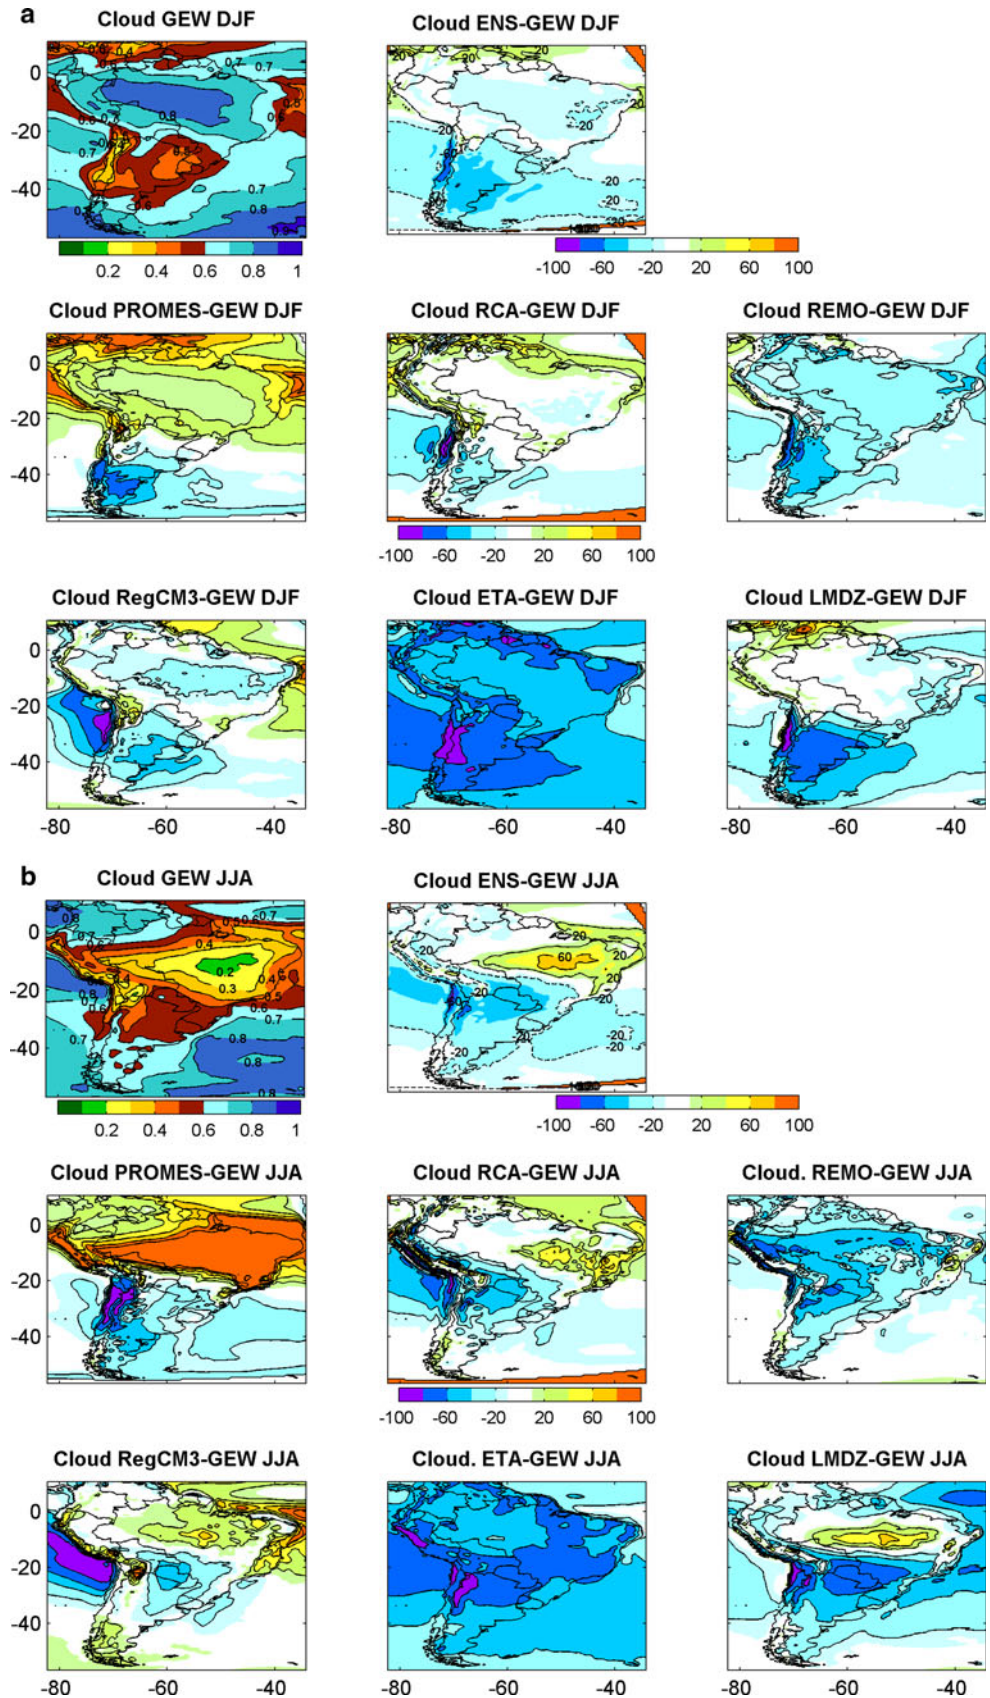 a
Cloud GEW DJF
Cloud ENS-GEW DJF
0
-20
-40
0.2 0.4 0.6 0.8 1
-100 -60 -20 20 60 100
Cloud PROMES-GEW DJF
Cloud RCA-GEW DJF
Cloud REMO-GEW DJF
0
-20
-40
-100 -60 -20 20 60 100
Cloud RegCM3-GEW DJF
Cloud ETA-GEW DJF
Cloud LMDZ-GEW DJF
0
-20
-40
-80 -60 -40
-80 -60 -40
-80 -60 -40
b
Cloud GEW JJA
Cloud ENS-GEW JJA
0
-20
-40
0.2 0.4 0.6 0.8 1
-100 -60 -20 20 60 100
Cloud PROMES-GEW JJA
Cloud RCA-GEW JJA
Cloud. REMO-GEW JJA
0
-20
-40
-100 -60 -20 20 60 100
Cloud RegCM3-GEW JJA
Cloud. ETA-GEW JJA
Cloud LMDZ-GEW JJA
0
-20
-40
-80 -60 -40
-80 -60 -40
-80 -60 -40